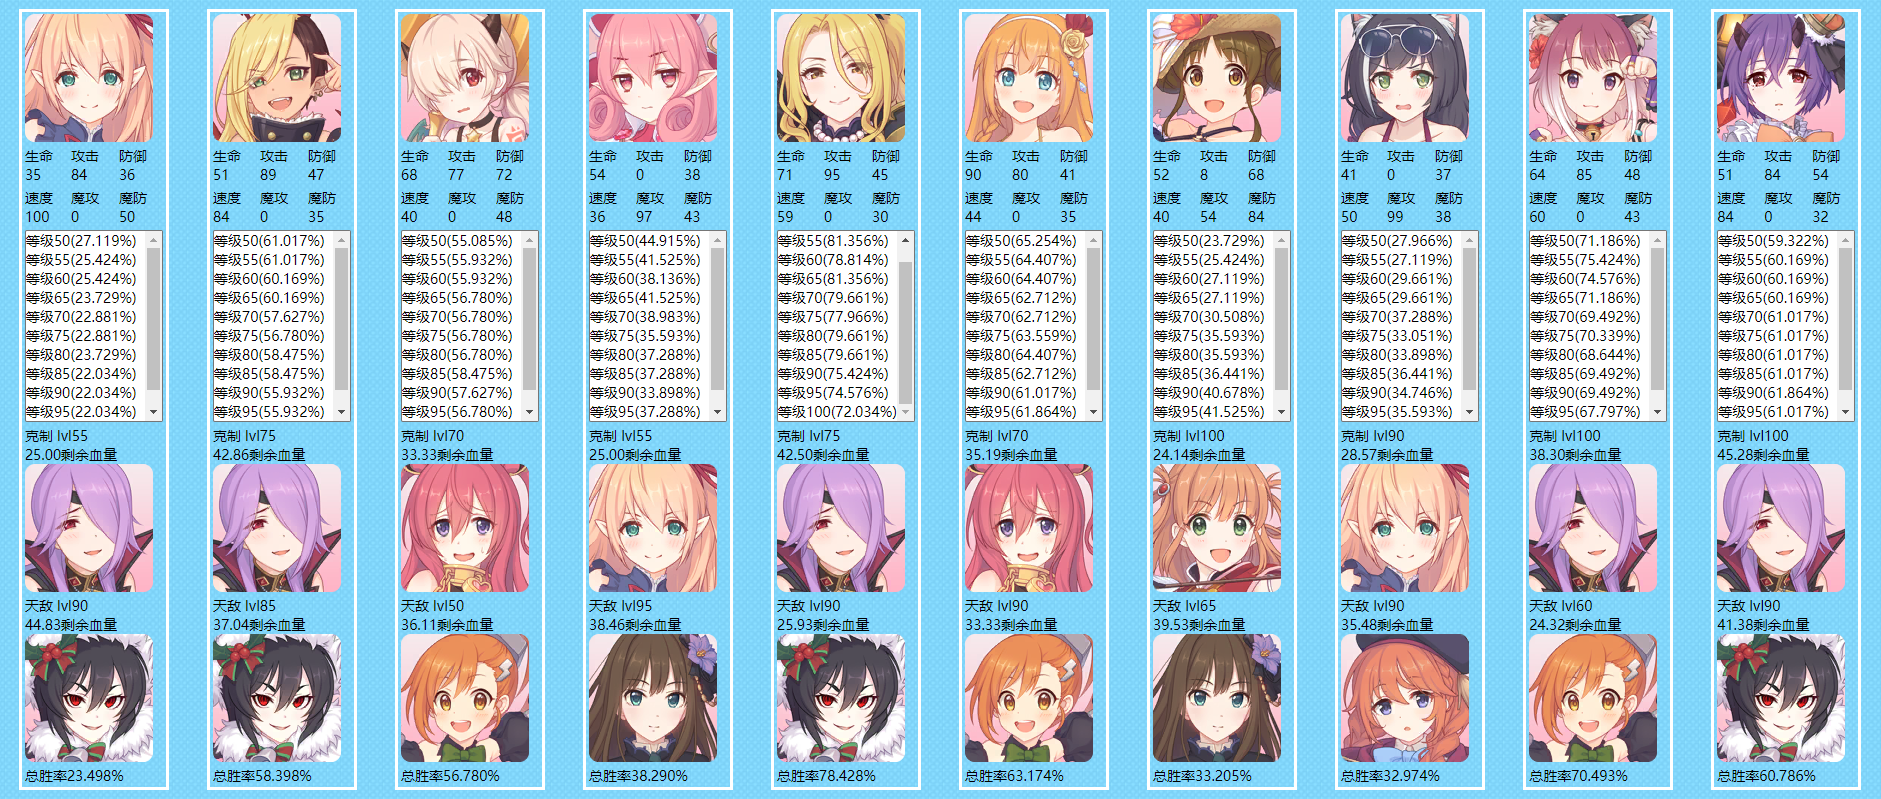 生命 攻击 防御
35 84 36
速度 魔攻 魔防
100 0 50
等级50(27.119%)
等级55(25.424%)
等级60(25.424%)
等级65(23.729%)
等级70(22.881%)
等级75(22.881%)
等级80(23.729%)
等级85(22.034%)
等级90(22.034%)
等级95(22.034%)
克制 lvl55
25.00剩余血量
天敌 lvl90
44.83剩余血量
总胜率23.498%
生命 攻击 防御
51 89 47
速度 魔攻 魔防
84 0 35
等级50(61.017%)
等级55(61.017%)
等级60(60.169%)
等级65(60.169%)
等级70(57.627%)
等级75(56.780%)
等级80(58.475%)
等级85(58.475%)
等级90(55.932%)
等级95(55.932%)
克制 lvl75
42.86剩余血量
天敌 lvl85
37.04剩余血量
总胜率58.398%
生命 攻击 防御
68 77 72
速度 魔攻 魔防
40 0 48
等级50(55.085%)
等级55(55.932%)
等级60(55.932%)
等级65(56.780%)
等级70(56.780%)
等级75(56.780%)
等级80(56.780%)
等级85(58.475%)
等级90(57.627%)
等级95(56.780%)
克制 lvl70
33.33剩余血量
天敌 lvl50
36.11剩余血量
总胜率56.780%
生命 攻击 防御
54 0 38
速度 魔攻 魔防
36 97 43
等级50(44.915%)
等级55(41.525%)
等级60(38.136%)
等级65(41.525%)
等级70(38.983%)
等级75(35.593%)
等级80(37.288%)
等级85(37.288%)
等级90(33.898%)
等级95(37.288%)
克制 lvl55
25.00剩余血量
天敌 lvl95
38.46剩余血量
总胜率38.290%
生命 攻击 防御
71 95 45
速度 魔攻 魔防
59 0 30
等级55(81.356%)
等级60(78.814%)
等级65(81.356%)
等级70(79.661%)
等级75(77.966%)
等级80(79.661%)
等级85(79.661%)
等级90(75.424%)
等级95(74.576%)
等级100(72.034%)
克制 lvl75
42.50剩余血量
天敌 lvl90
25.93剩余血量
总胜率78.428%
生命 攻击 防御
90 80 41
速度 魔攻 魔防
44 0 35
等级50(65.254%)
等级55(64.407%)
等级60(64.407%)
等级65(62.712%)
等级70(62.712%)
等级75(63.559%)
等级80(64.407%)
等级85(62.712%)
等级90(61.017%)
等级95(61.864%)
克制 lvl70
35.19剩余血量
天敌 lvl90
33.33剩余血量
总胜率63.174%
生命 攻击 防御
52 8 68
速度 魔攻 魔防
40 54 84
等级50(23.729%)
等级55(25.424%)
等级60(27.119%)
等级65(27.119%)
等级70(30.508%)
等级75(35.593%)
等级80(35.593%)
等级85(36.441%)
等级90(40.678%)
等级95(41.525%)
克制 lvl100
24.14剩余血量
天敌 lvl65
39.53剩余血量
总胜率33.205%
生命 攻击 防御
41 0 37
速度 魔攻 魔防
50 99 38
等级50(27.966%)
等级55(27.119%)
等级60(29.661%)
等级65(29.661%)
等级70(37.288%)
等级75(33.051%)
等级80(33.898%)
等级85(36.441%)
等级90(34.746%)
等级95(35.593%)
克制 lvl90
28.57剩余血量
天敌 lvl90
35.48剩余血量
总胜率32.974%
生命 攻击 防御
64 85 48
速度 魔攻 魔防
60 0 43
等级50(71.186%)
等级55(75.424%)
等级60(74.576%)
等级65(71.186%)
等级70(69.492%)
等级75(70.339%)
等级80(68.644%)
等级85(69.492%)
等级90(69.492%)
等级95(67.797%)
克制 lvl100
38.30剩余血量
天敌 lvl60
24.32剩余血量
总胜率70.493%
生命 攻击 防御
51 84 54
速度 魔攻 魔防
84 0 32
等级50(59.322%)
等级55(60.169%)
等级60(60.169%)
等级65(60.169%)
等级70(61.017%)
等级75(61.017%)
等级80(61.017%)
等级85(61.017%)
等级90(61.864%)
等级95(61.017%)
克制 lvl100
45.28剩余血量
天敌 lvl90
41.38剩余血量
总胜率60.786%